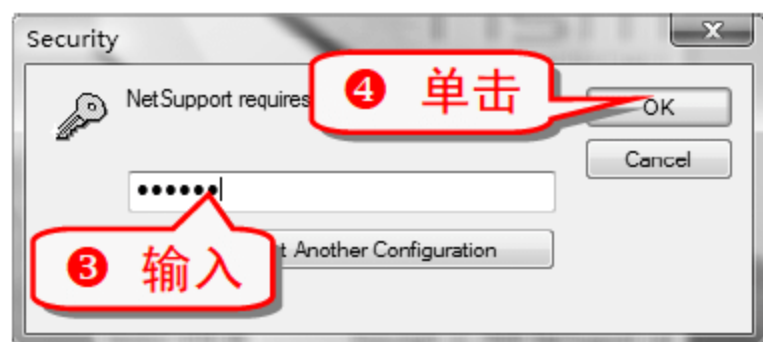 Security
NetSupport requires
❹ 单击
OK
Cancel
••••••
❸ 输入
t Another Configuration